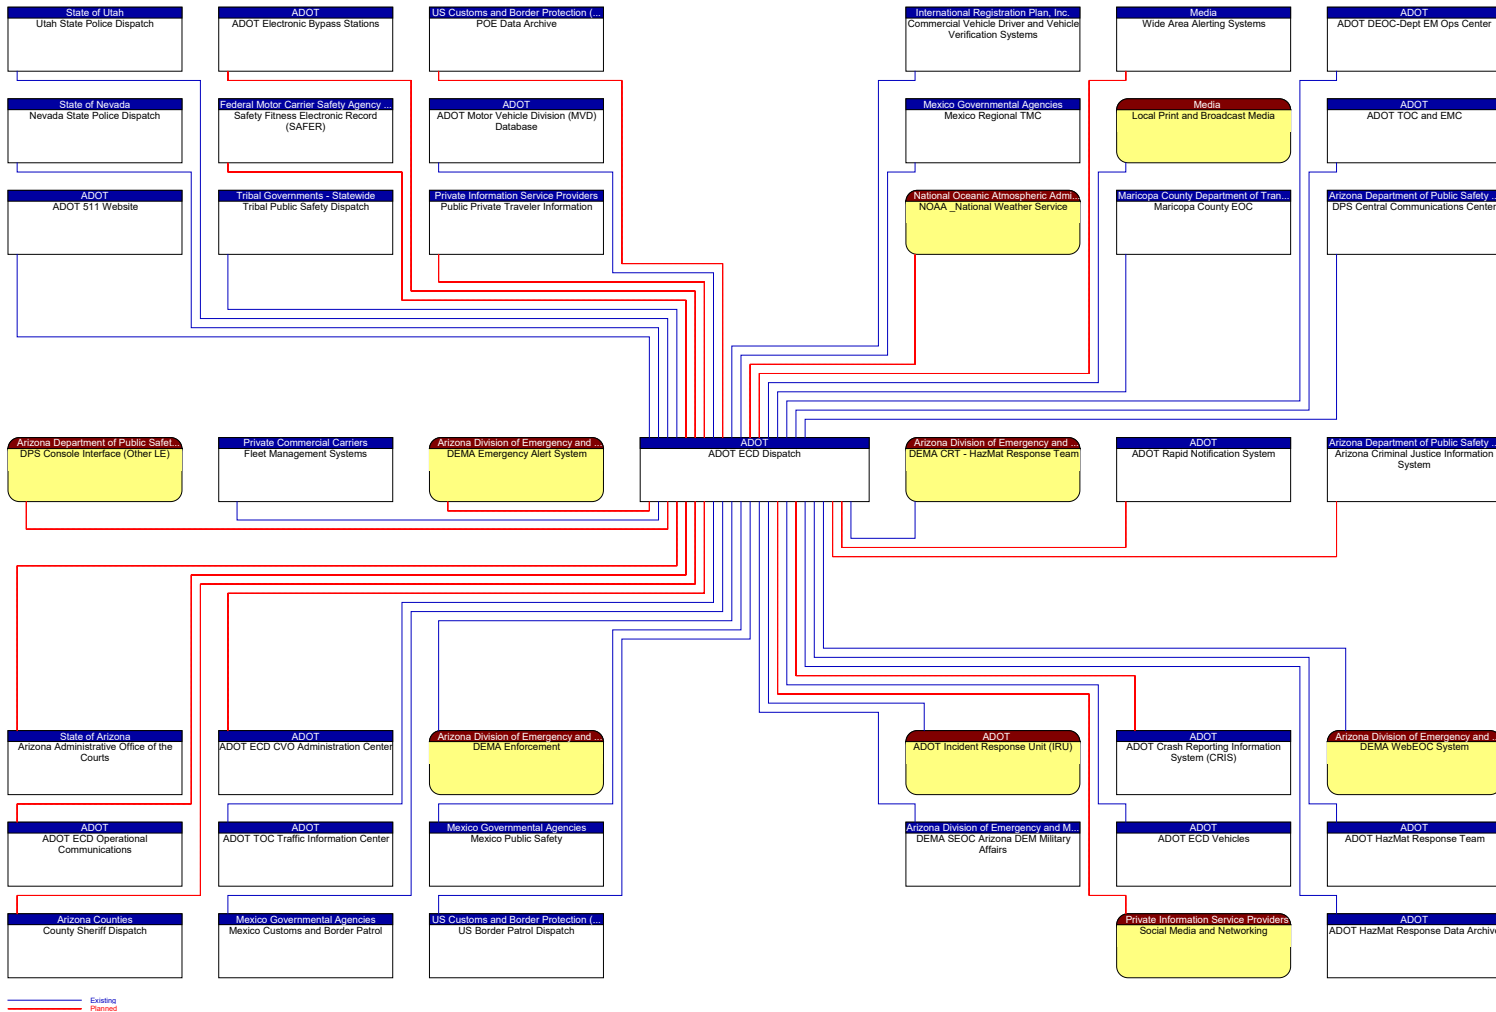 State of Utah
Utah State Police Dispatch
ADOT
ADOT Electronic Bypass Stations
US Customs and Border Protection (...
POE Data Archive
International Registration Plan, Inc.
Commercial Vehicle Driver and Vehicle
Verification Systems
Media
Wide Area Alerting Systems
ADOT
ADOT DEOC-Dept EM Ops Center
State of Nevada
Nevada State Police Dispatch
Federal Motor Carrier Safety Agency ...
Safety Fitness Electronic Record
(SAFER)
ADOT
ADOT Motor Vehicle Division (MVD)
Database
Mexico Governmental Agencies
Mexico Regional TMC
Media
Local Print and Broadcast Media
ADOT
ADOT TOC and EMC
ADOT
ADOT 511 Website
Tribal Governments - Statewide
Tribal Public Safety Dispatch
Private Information Service Providers
Public Private Traveler Information
National Oceanic Atmospheric Admi...
NOAA _National Weather Service
Maricopa County Department of Tran...
Maricopa County EOC
Arizona Department of Public Safety ...
DPS Central Communications Center
Arizona Department of Public Safet...
DPS Console Interface (Other LE)
Private Commercial Carriers
Fleet Management Systems
Arizona Division of Emergency and ...
DEMA Emergency Alert System
ADOT
ADOT ECD Dispatch
Arizona Division of Emergency and ...
DEMA CRT - HazMat Response Team
ADOT
ADOT Rapid Notification System
Arizona Department of Public Safety ...
Arizona Criminal Justice Information
System
State of Arizona
Arizona Administrative Office of the
Courts
ADOT
ADOT ECD CVO Administration Center
Arizona Division of Emergency and ...
DEMA Enforcement
ADOT
ADOT Incident Response Unit (IRU)
ADOT
ADOT Crash Reporting Information
System (CRIS)
Arizona Division of Emergency and ...
DEMA WebEOC System
ADOT
ADOT ECD Operational
Communications
ADOT
ADOT TOC Traffic Information Center
Mexico Governmental Agencies
Mexico Public Safety
Arizona Division of Emergency and M...
DEMA SEOC Arizona DEM Military
Affairs
ADOT
ADOT ECD Vehicles
ADOT
ADOT HazMat Response Team
Arizona Counties
County Sheriff Dispatch
Mexico Governmental Agencies
Mexico Customs and Border Patrol
US Customs and Border Protection (...
US Border Patrol Dispatch
Private Information Service Providers
Social Media and Networking
ADOT
ADOT HazMat Response Data Archive
Existing
Planned